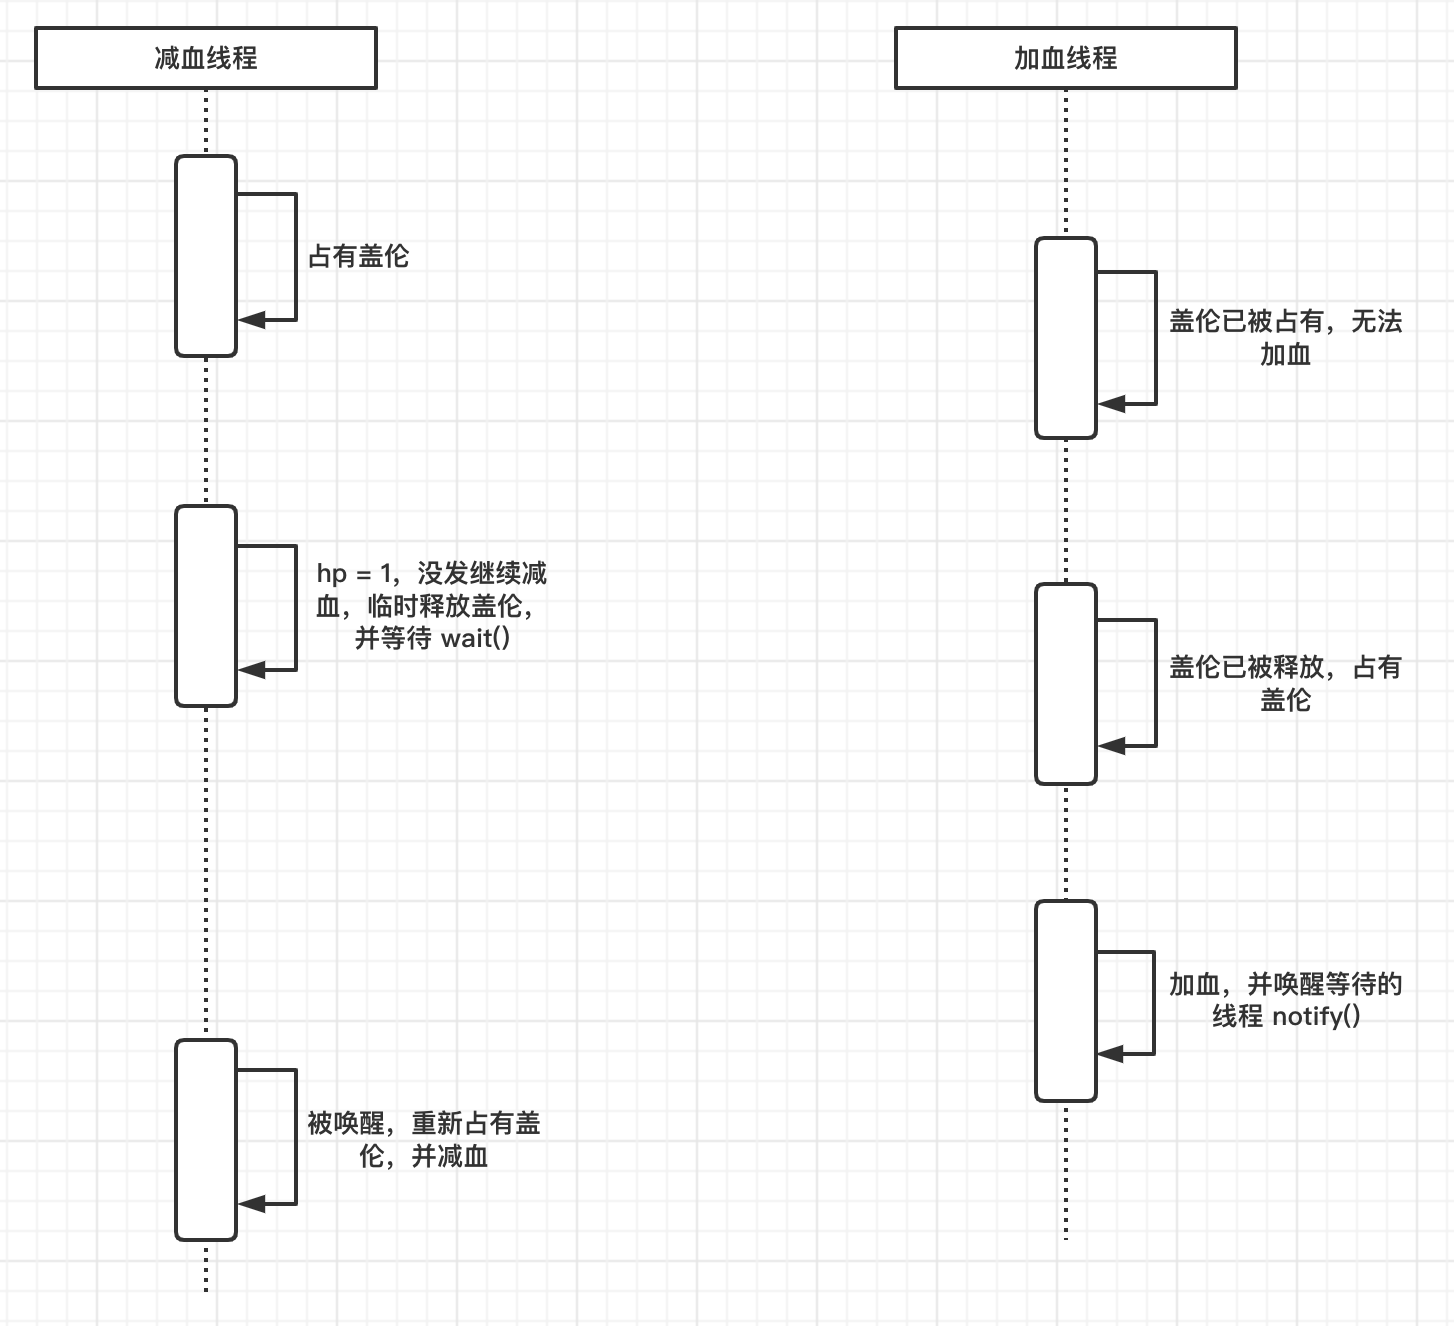 减血线程
加血线程
占有盖伦
盖伦已被占有，无法
加血
hp = 1，没发继续减
血，临时释放盖伦，
并等待 wait()
盖伦已被释放，占有
盖伦
加血，并唤醒等待的
线程 notify()
被唤醒，重新占有盖
伦，并减血